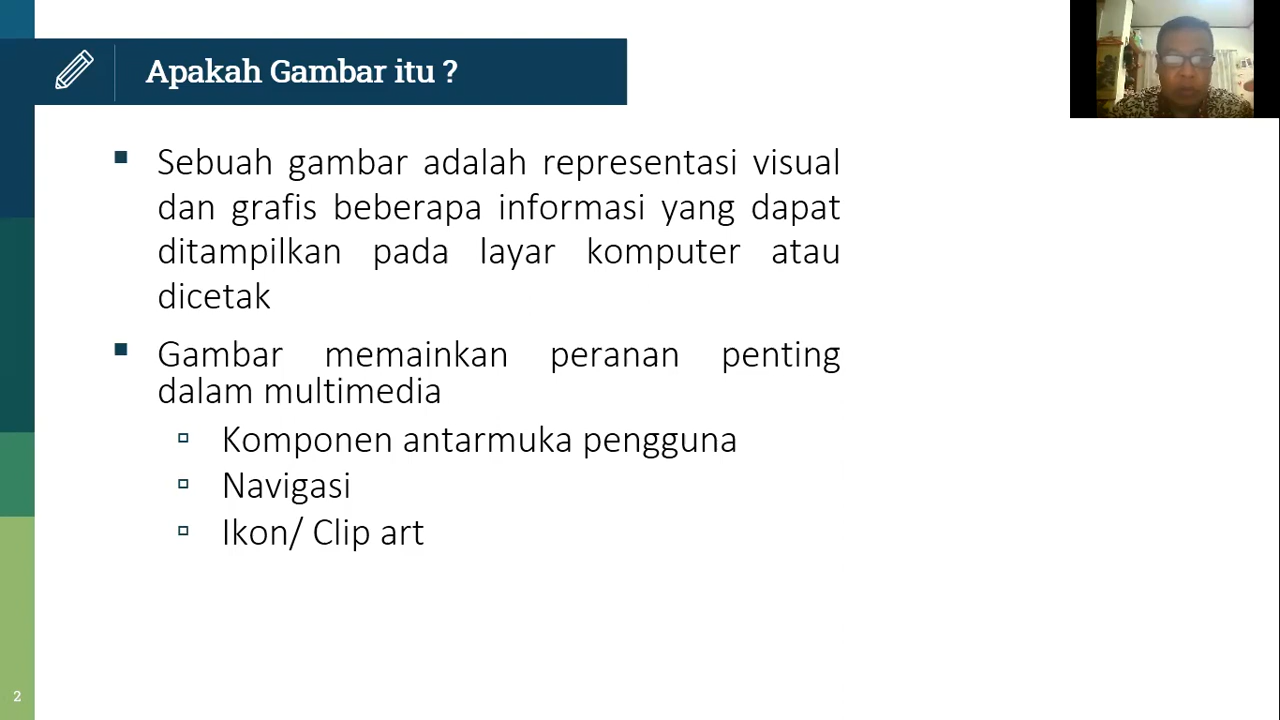 Apakah Gambar itu ?
Sebuah gambar adalah representasi visual
dan grafis beberapa informasi yang dapat
ditampilkan pada layar komputer atau
dicetak
Gambar memainkan peranan penting
dalam multimedia
Komponen antarmuka pengguna
Navigasi
Ikon/ Clip art
2